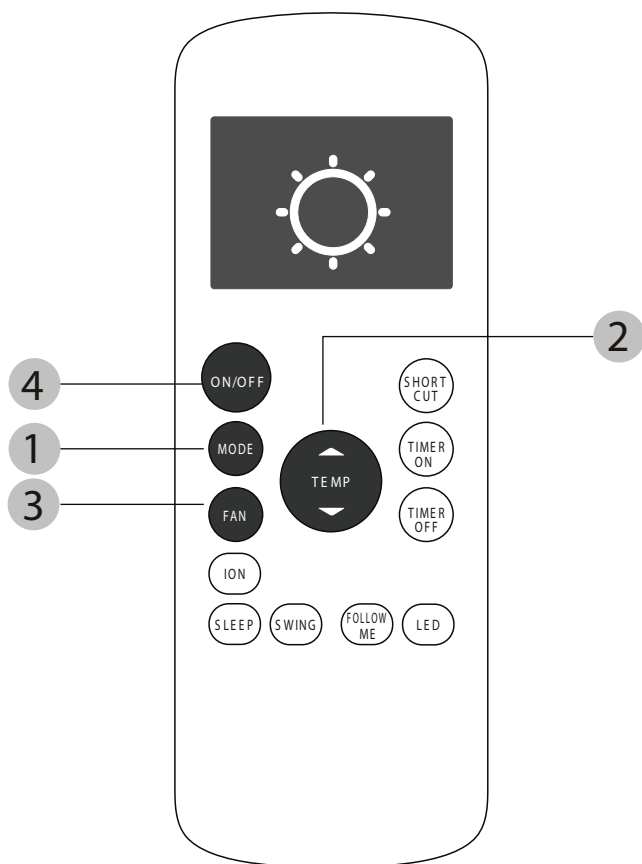 2
4
ON/OFF
SHORT
CUT
1
MODE
TEMP
TIMER
ON
3
FAN
TIMER
OFF
ION
SLEEP
SWING
FOLLOW
ME
LED